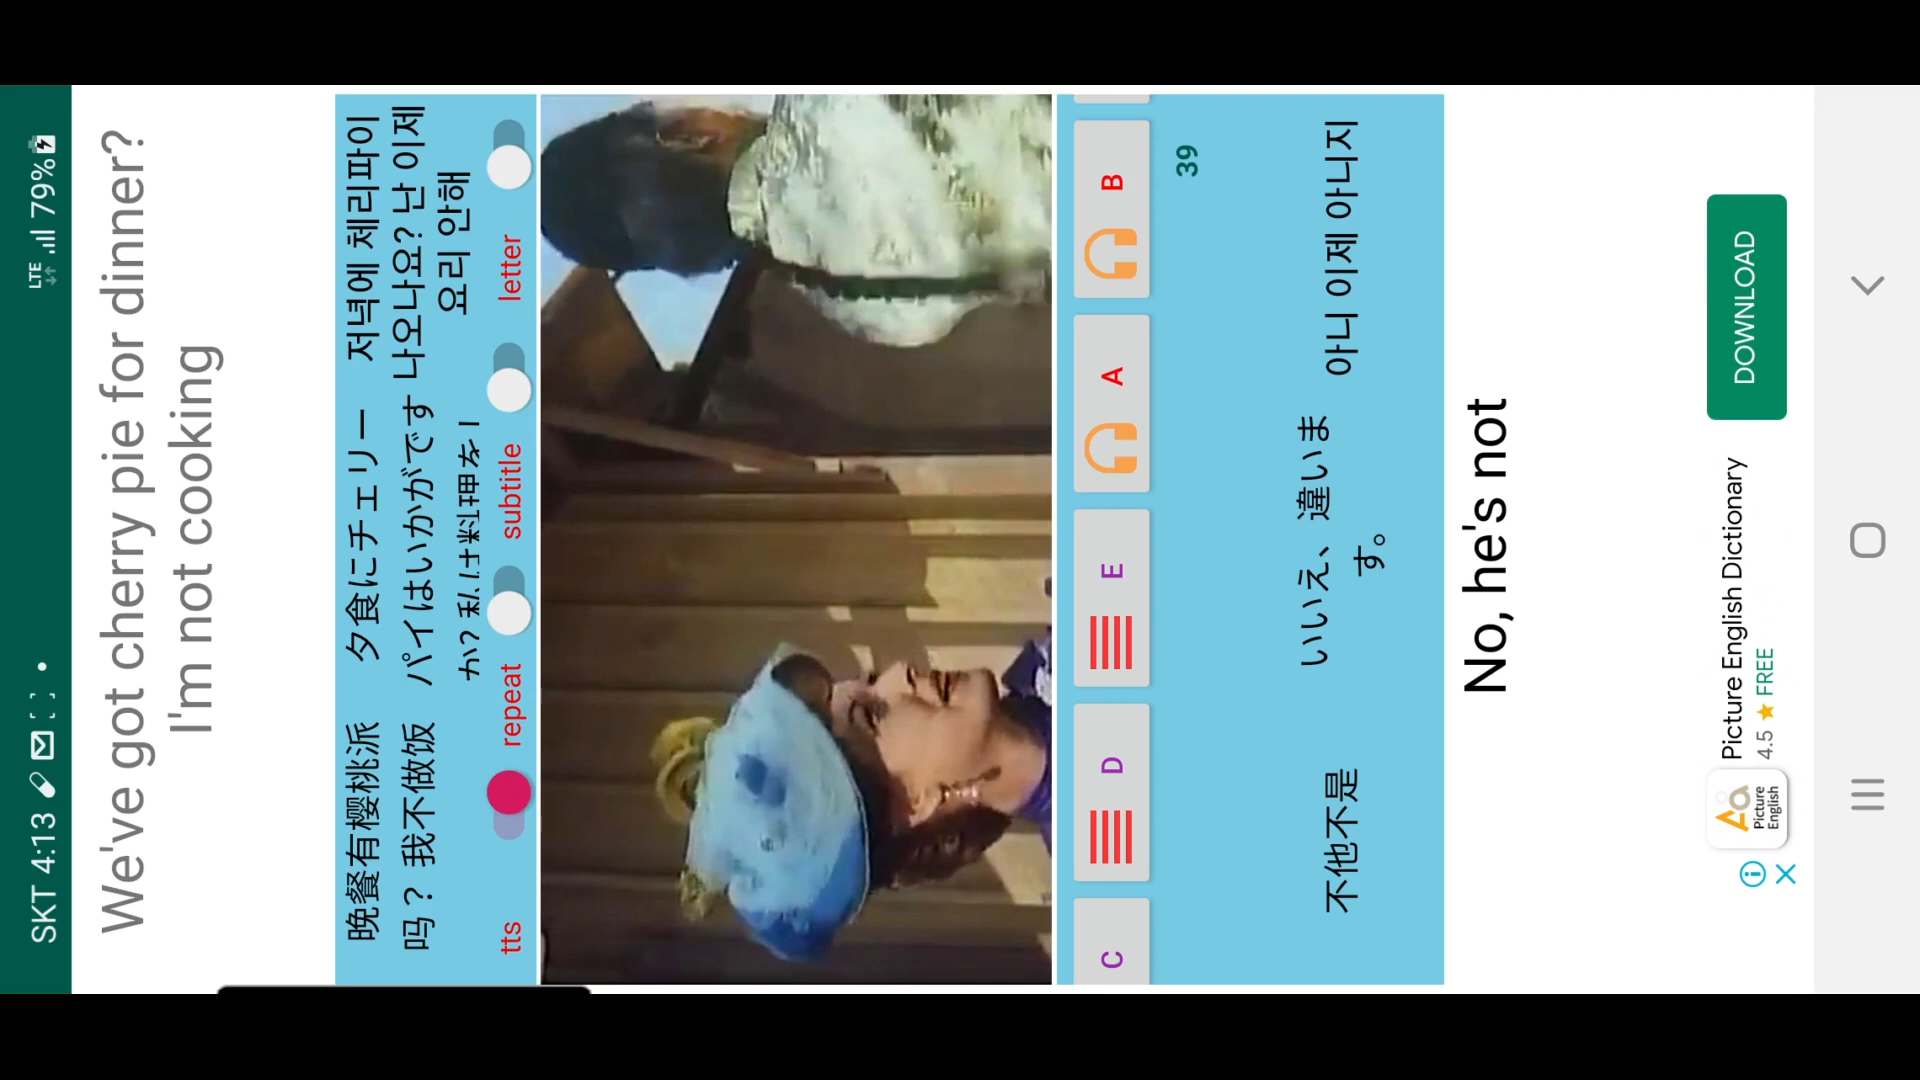 SKT 4:13
LTE
79%
We've got cherry pie for dinner?
I'm not cooking
晚餐有樱桃派
吗？我不做饭
夕食にチェリー
パイはいかがです
か? 私は料理を
저녁에 체리파이
나오나요? 난 이제
요리 안해
tts
repeat
subtitle
letter
C
D
E
A
B
39
不他不是
いいえ、違いま
す。
아니 이제 아니지
No, he's not
Picture
English
Picture English Dictionary
4.5 ★ FREE
DOWNLOAD